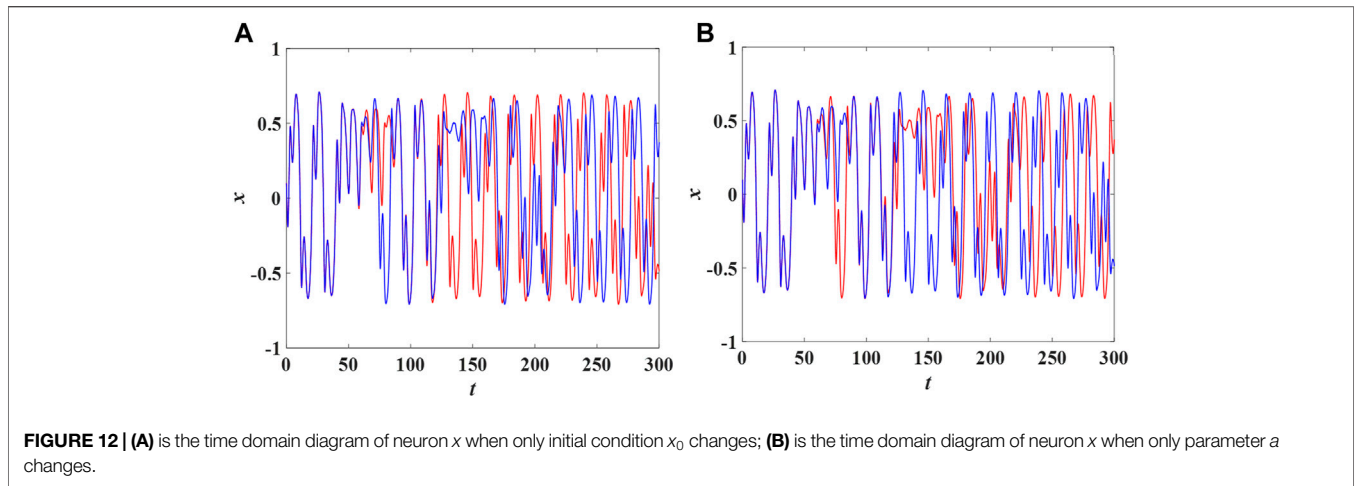 A
B
1
0.5
0
-0.5
-1
x
0 50 100 150 200 250 300
t
1
0.5
0
-0.5
-1
x
0 50 100 150 200 250 300
t
FIGURE 12 | (A) is the time domain diagram of neuron x when only initial condition x₀ changes; (B) is the time domain diagram of neuron x when only parameter a
changes.